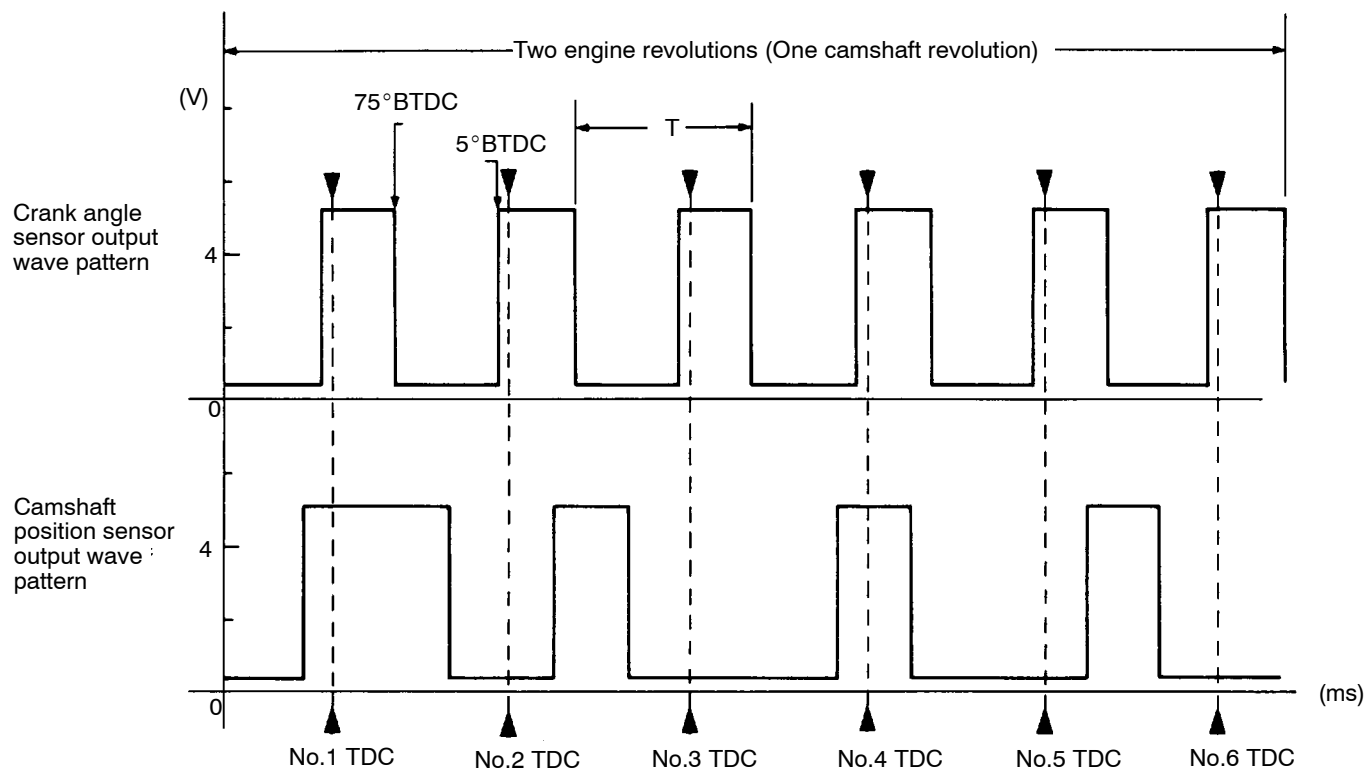 Two engine revolutions (One camshaft revolution)
(V)
75°BTDC
5°BTDC
T
Crank angle
sensor output
wave pattern
4
0
Camshaft
position sensor
output wave
pattern
4
0
(ms)
No.1 TDC
No.2 TDC
No.3 TDC
No.4 TDC
No.5 TDC
No.6 TDC